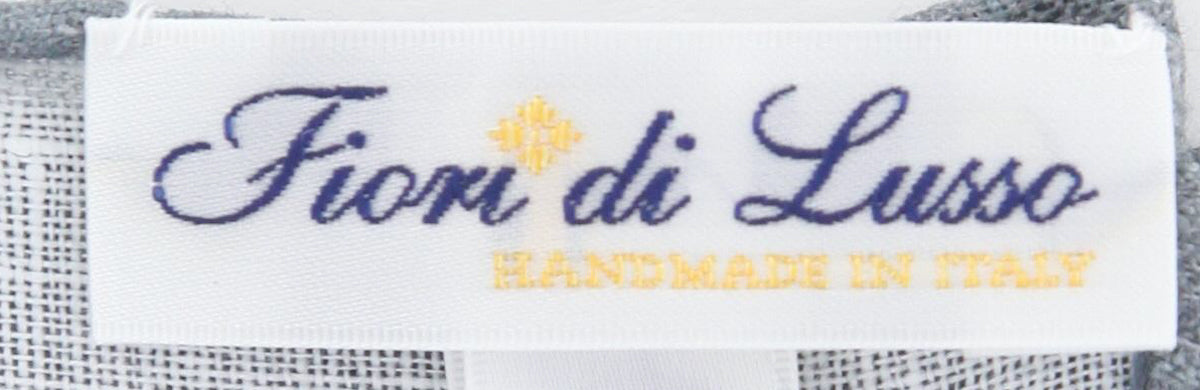 Fiori di Lusso
HANDMADE IN ITALY